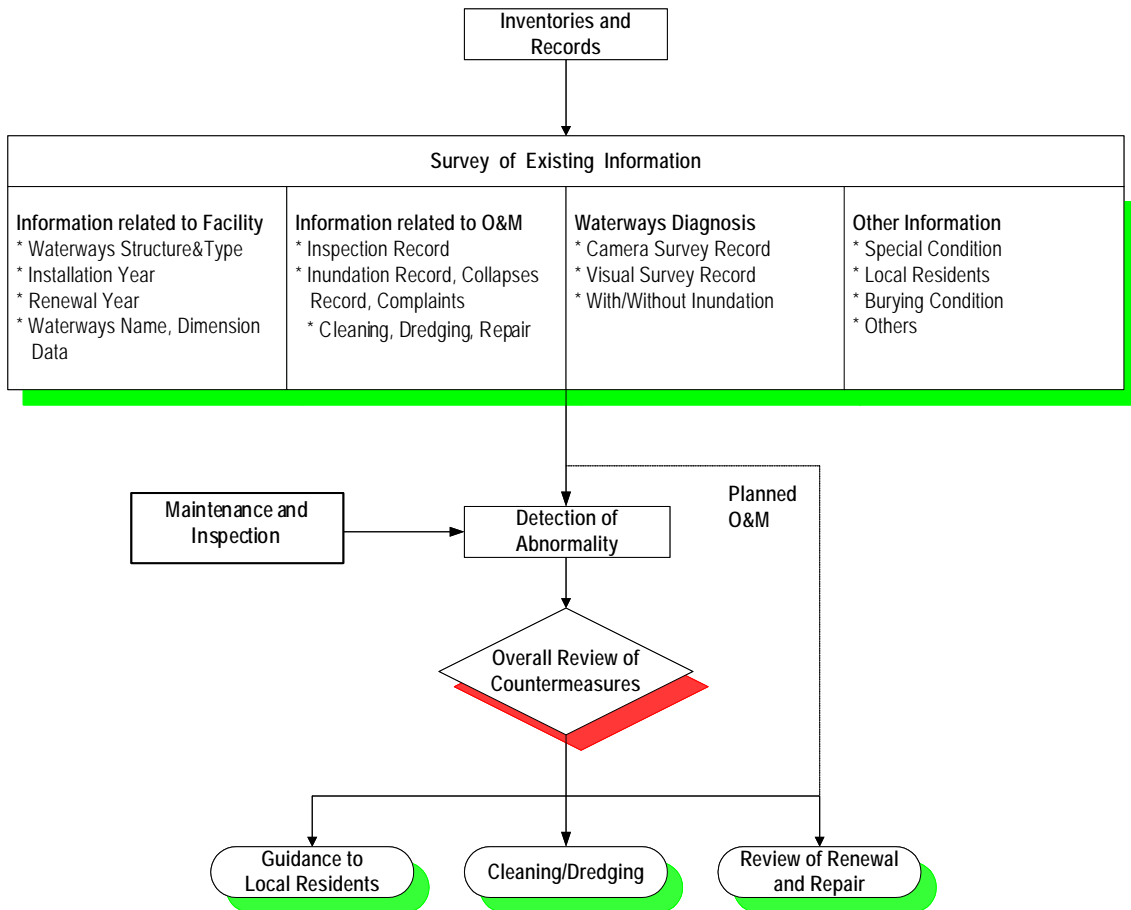 Inventories and
Records
Survey of Existing Information
Information related to Facility
* Waterways Structure&Type
* Installation Year
* Renewal Year
* Waterways Name, Dimension
Data
Information related to O&M
* Inspection Record
* Inundation Record, Collapses
Record, Complaints
* Cleaning, Dredging, Repair
Waterways Diagnosis
* Camera Survey Record
* Visual Survey Record
* With/Without Inundation
Other Information
* Special Condition
* Local Residents
* Burying Condition
* Others
Planned
O&M
Maintenance and
Inspection
Detection of
Abnormality
Overall Review of
Countermeasures
Guidance to
Local Residents
Cleaning/Dredging
Review of Renewal
and Repair